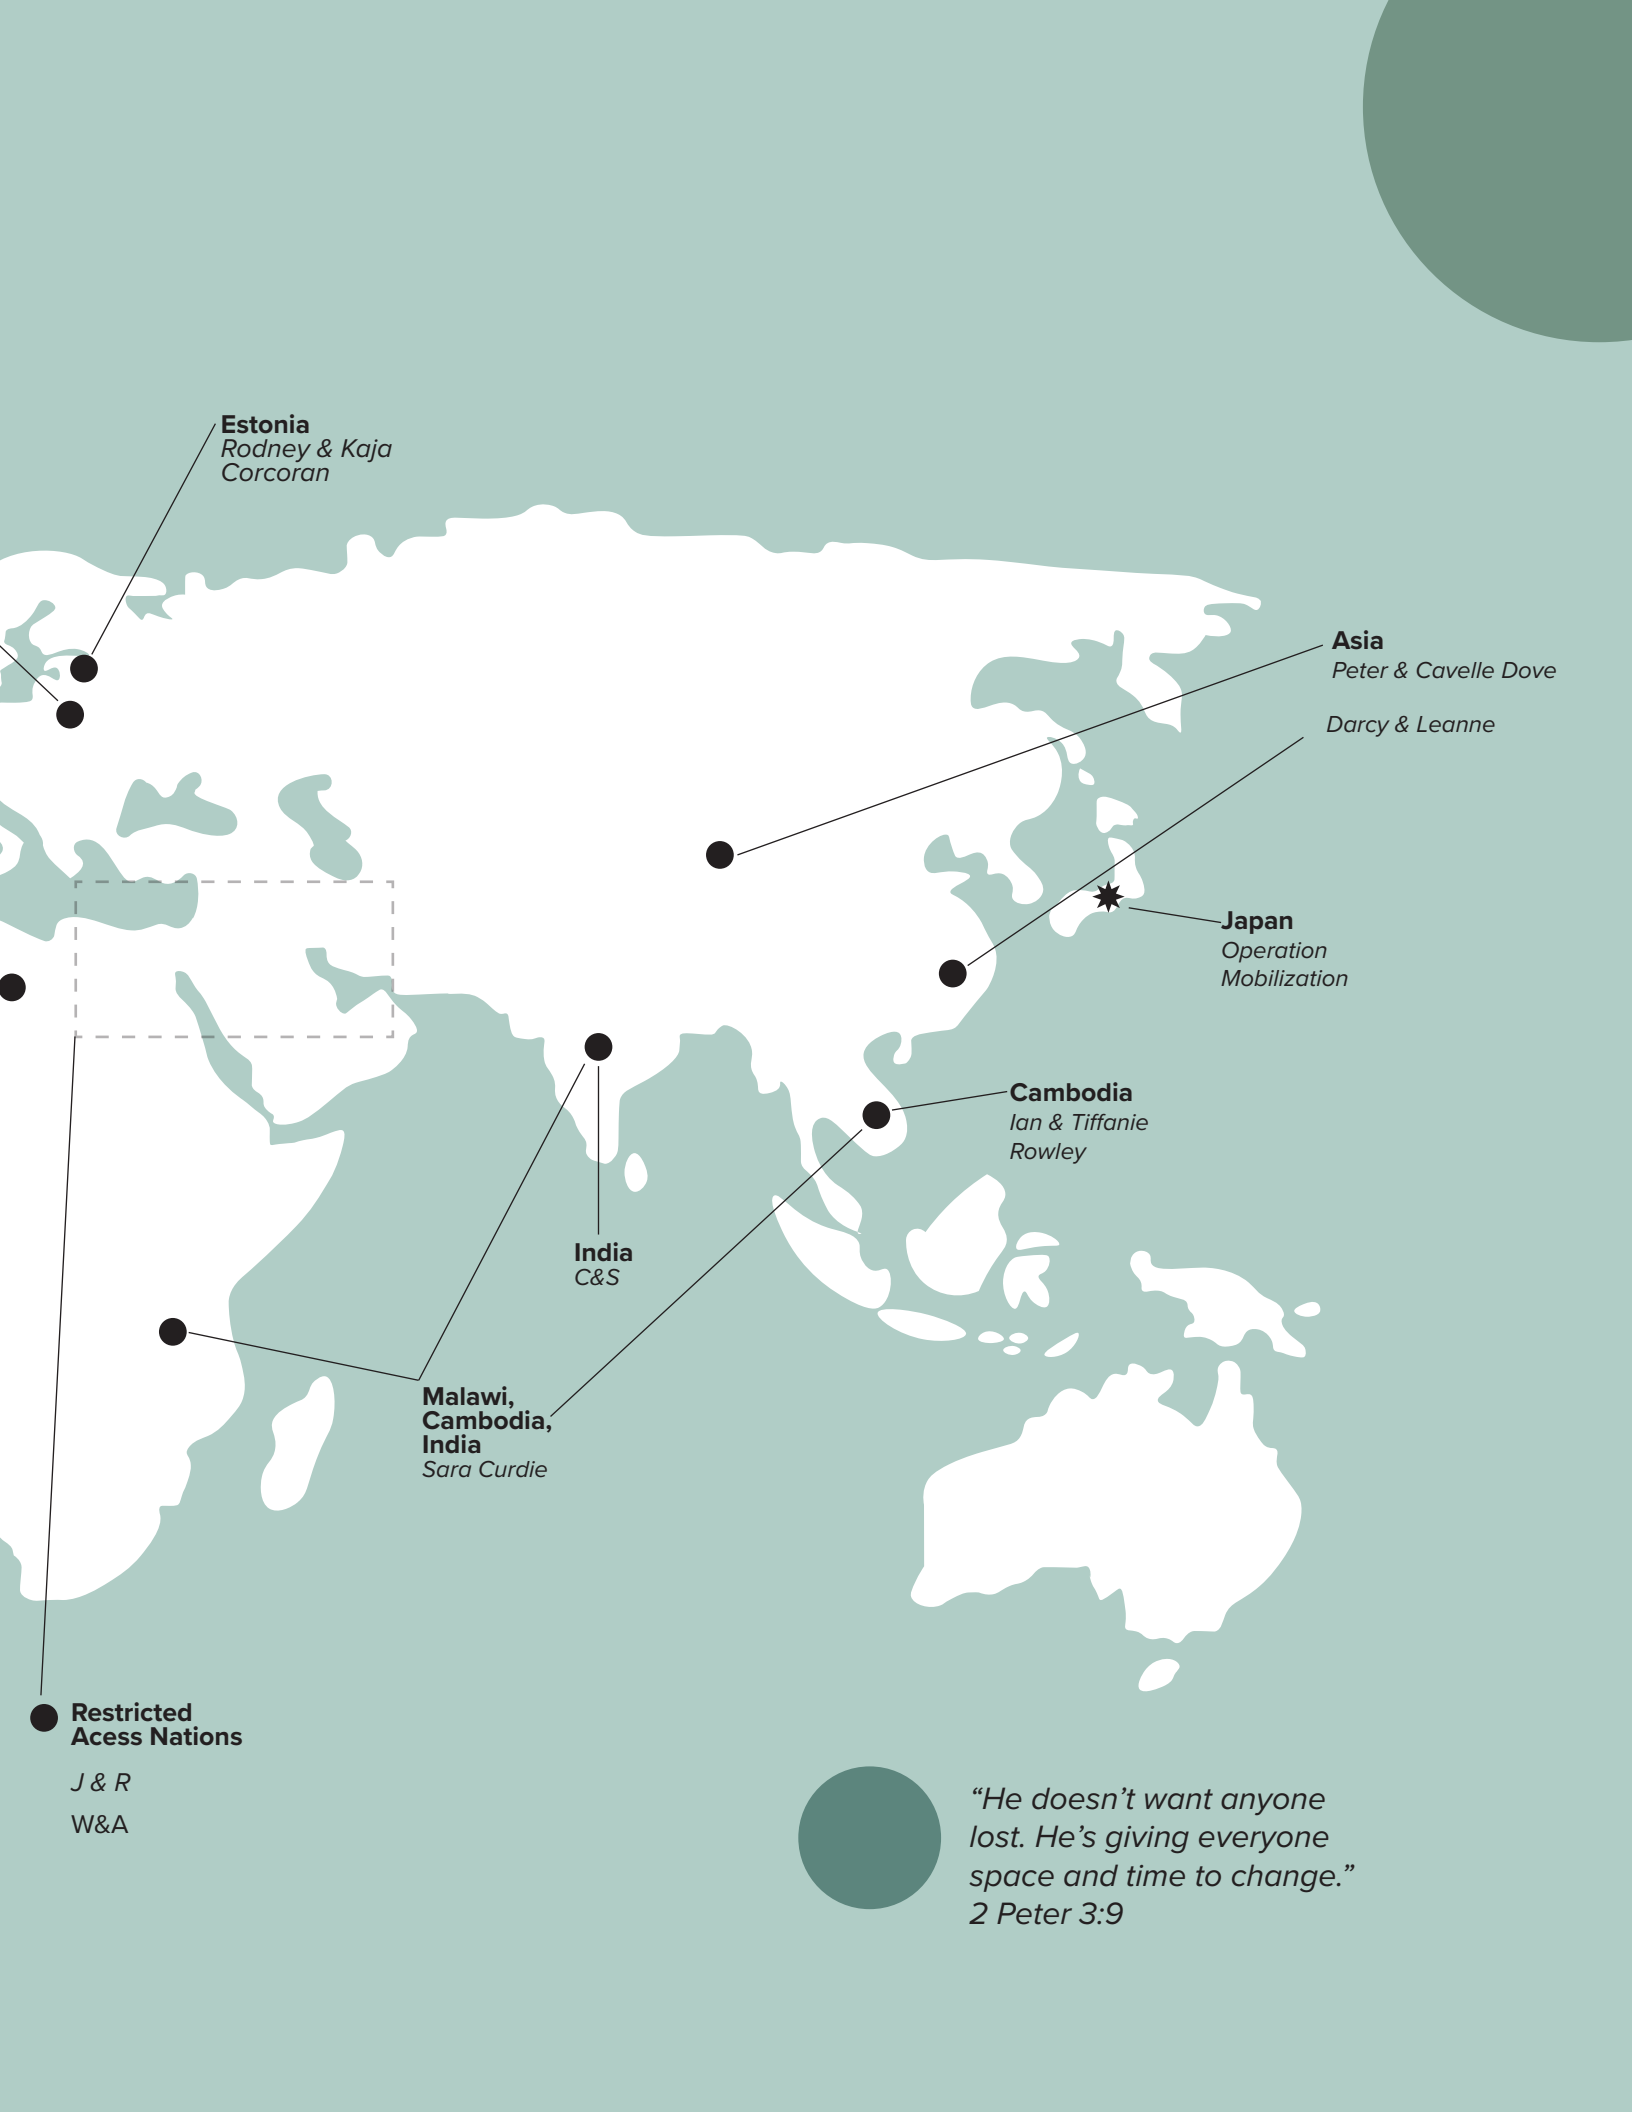 Estonia
Rodney & Kaja
Corcoran
Asia
Peter & Cavelle Dove
Darcy & Leanne
Japan
Operation
Mobilization
Cambodia
Ian & Tiffanie
Rowley
India
C&S
Malawi,
Cambodia,
India
Sara Curdie
Restricted
Acess Nations
J & R
W&A
“He doesn’t want anyone
lost. He’s giving everyone
space and time to change.”
2 Peter 3:9